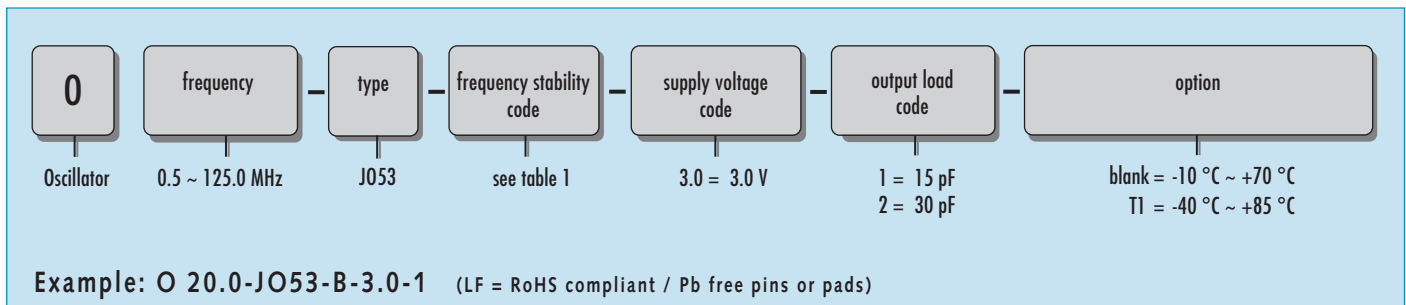 O
frequency
type
frequency stability
code
supply voltage
code
output load
code
option
Oscillator
0.5 ~ 125.0 MHz
JO53
see table 1
3.0 = 3.0 V
1 = 15 pF
2 = 30 pF
blank = -10 °C ~ +70 °C
T1 = -40 °C ~ +85 °C
Example: O 20.0-JO53-B-3.0-1 (LF = RoHS compliant / Pb free pins or pads)